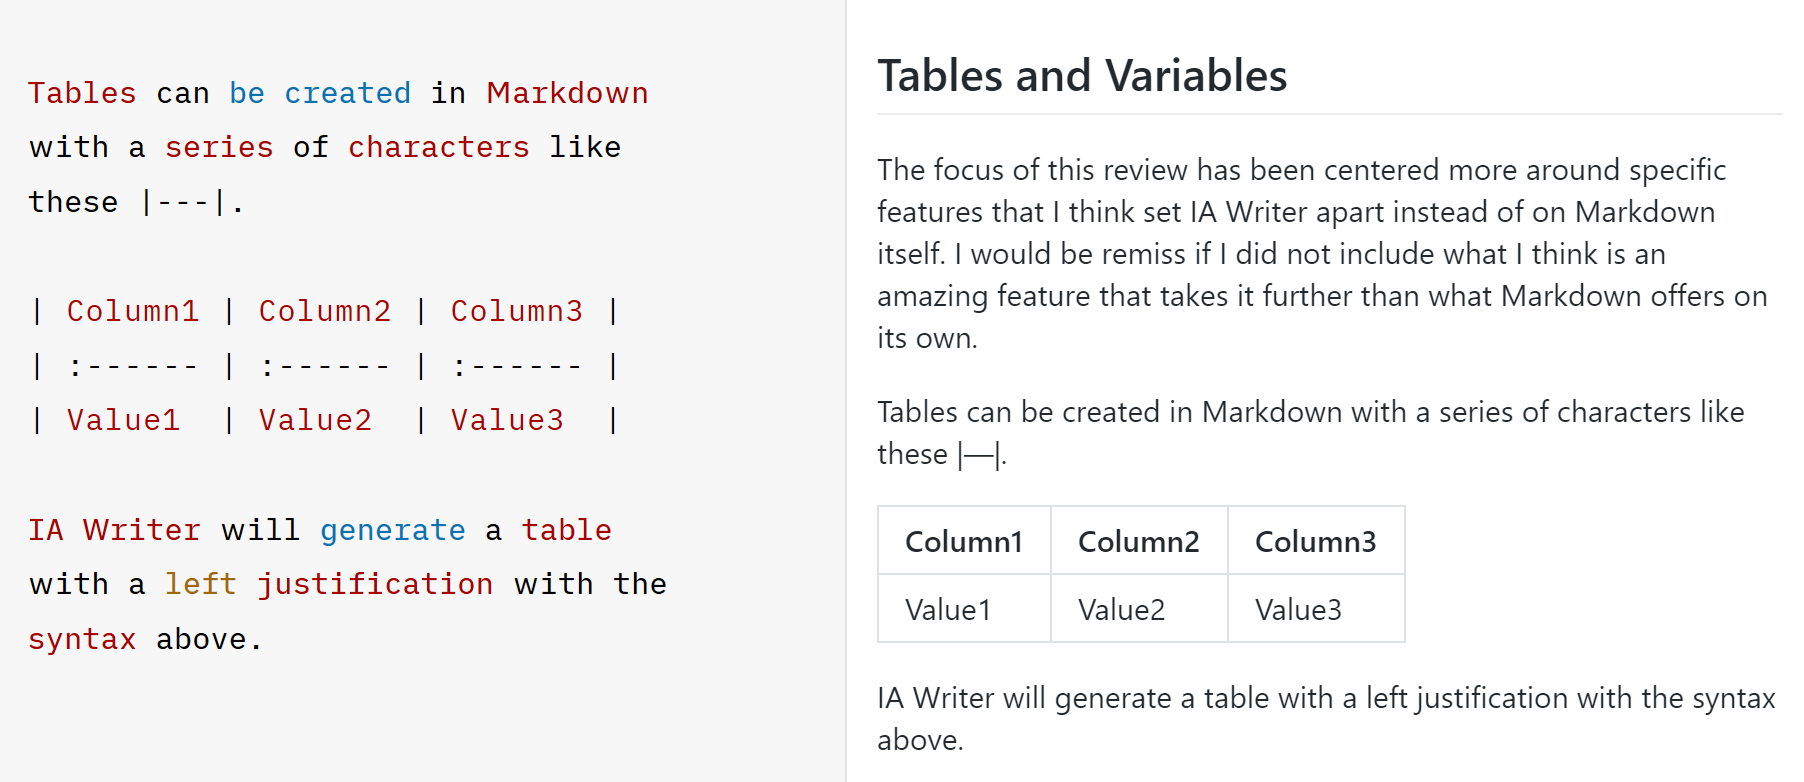 Tables can be created in Markdown
with a series of characters like
these |---|.
| Column1 | Column2 | Column3 |
| :------ | :------ | :------ |
| Value1  | Value2  | Value3  |
IA Writer will generate a table
with a left justification with the
syntax above.
Tables and Variables
The focus of this review has been centered more around specific
features that I think set IA Writer apart instead of on Markdown
itself. I would be remiss if I did not include what I think is an
amazing feature that takes it further than what Markdown offers on
its own.
Tables can be created in Markdown with a series of characters like
these |—|.
Column1 Column2 Column3
Value1 Value2 Value3
IA Writer will generate a table with a left justification with the syntax
above.